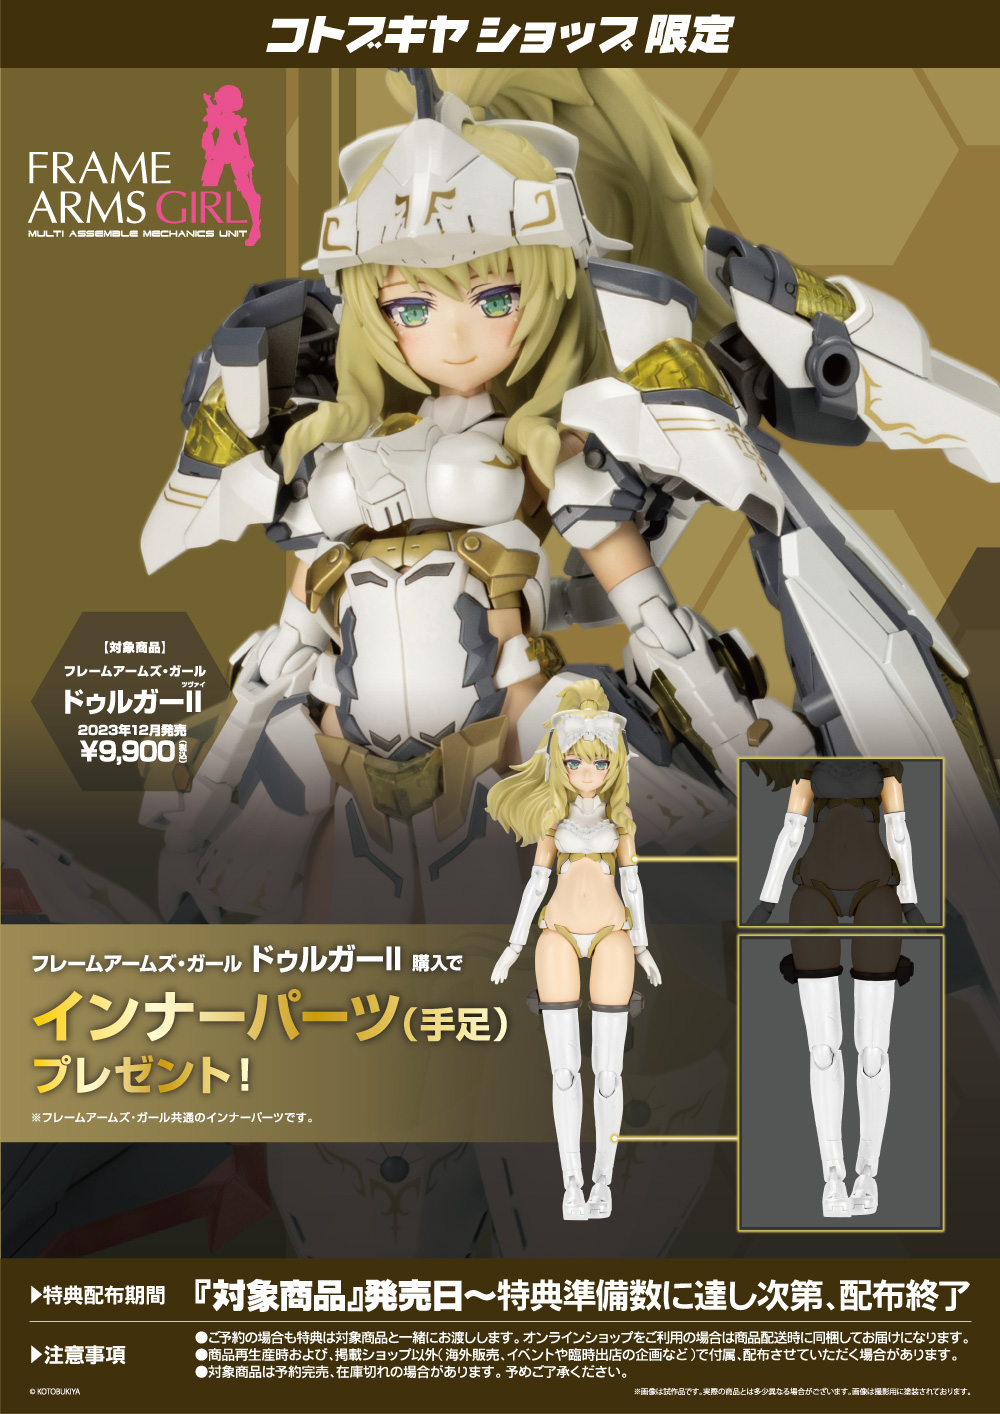 コトブキヤ ショップ 限定
FRAME
ARMS GIRL
MULTI ASSEMBLE MECHANICS UNIT
【対象商品】
フレームアームズ・ガール
ツヴァイ
ドゥルガーII
2023年12月発売
¥9,900(税込)
フレームアームズ・ガール ドゥルガーII 購入で
インナーパーツ(手足)
プレゼント!
※フレームアームズ・ガール共通のインナーパーツです。
▶特典配布期間 『対象商品』発売日〜特典準備数に達し次第、配布終了
▶注意事項
●ご予約の場合も特典は対象商品と一緒にお渡しします。オンラインショップをご利用の場合は商品配送時に同梱してお届けになります。
●商品再生産時および、掲載ショップ以外(海外販売、イベントや臨時出店の企画など)で付属、配布させていただく場合があります。
●対象商品は予約完売、在庫切れの場合があります。予めご了承ください。
© KOTOBUKIYA
※画像は試作品です。実際の商品とは多少異なる場合がございます。画像は撮影用に塗装されております。